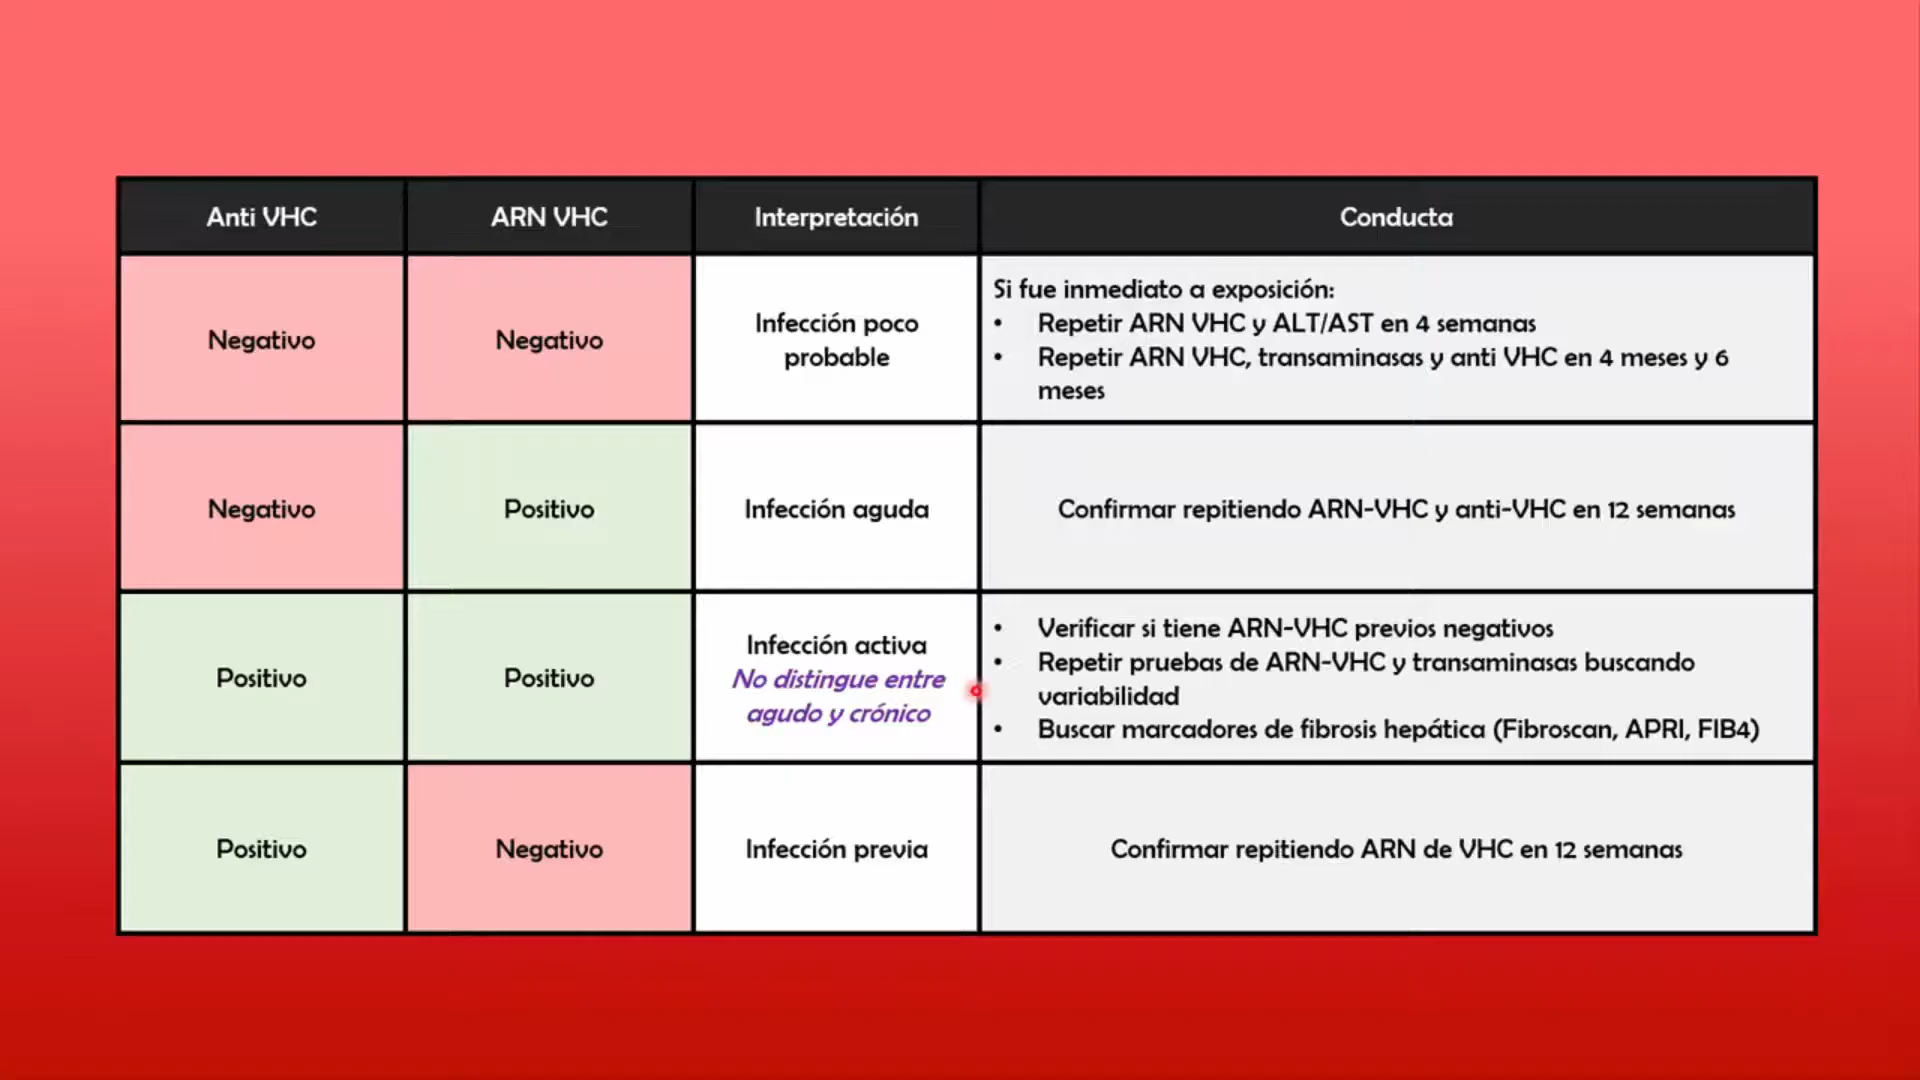 Anti VHC
ARN VHC
Interpretación
Conducta
Negativo
Negativo
Infección poco
probable
Si fue inmediato a exposición:
• Repetir ARN VHC y ALT/AST en 4 semanas
• Repetir ARN VHC, transaminasas y anti VHC en 4 meses y 6
meses
Negativo
Positivo
Infección aguda
Confirmar repitiendo ARN-VHC y anti-VHC en 12 semanas
Positivo
Positivo
Infección activa
No distingue entre
agudo y crónico
• Verificar si tiene ARN-VHC previos negativos
• Repetir pruebas de ARN-VHC y transaminasas buscando
variabilidad
• Buscar marcadores de fibrosis hepática (Fibroscan, APRI, FIB4)
Positivo
Negativo
Infección previa
Confirmar repitiendo ARN de VHC en 12 semanas